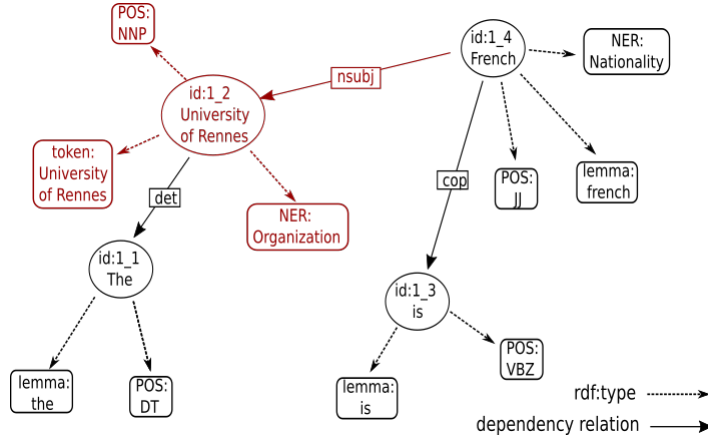 POS:
NNP
id:1_4
French
NER:
Nationality
nsubj
id:1_2
University
of Rennes
token:
University
of Rennes
cop
POS:
JJ
lemma:
french
det
NER:
Organization
id:1_1
The
id:1_3
is
lemma:
the
POS:
DT
lemma:
is
POS:
VBZ
rdf:type
dependency relation